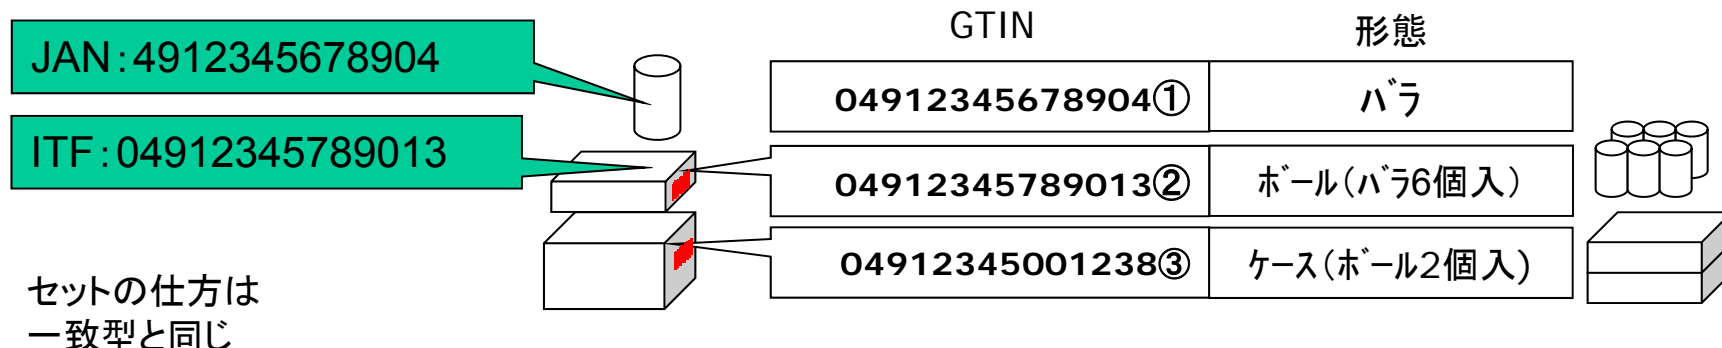 GTIN 形態
JAN:4912345678904
04912345678904① バラ
ITF:04912345789013
04912345789013② ボール(バラ6個入)
04912345001238③ ケース(ボール2個入)
セットの仕方は
一致型と同じ